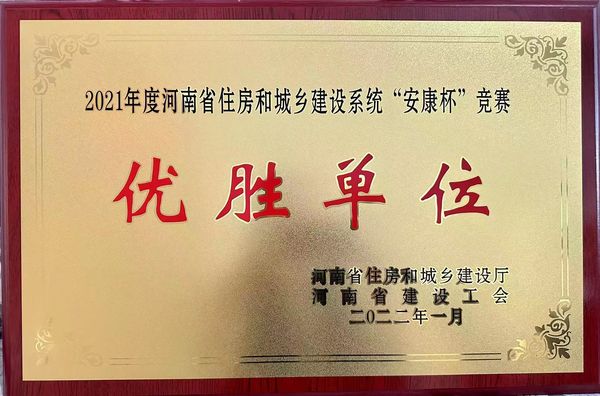 2021年度河南省住房和城乡建设系统“安康杯”竞赛
优胜单位
河南省住房和城乡建设厅
河南省建设工会
二〇二二年一月